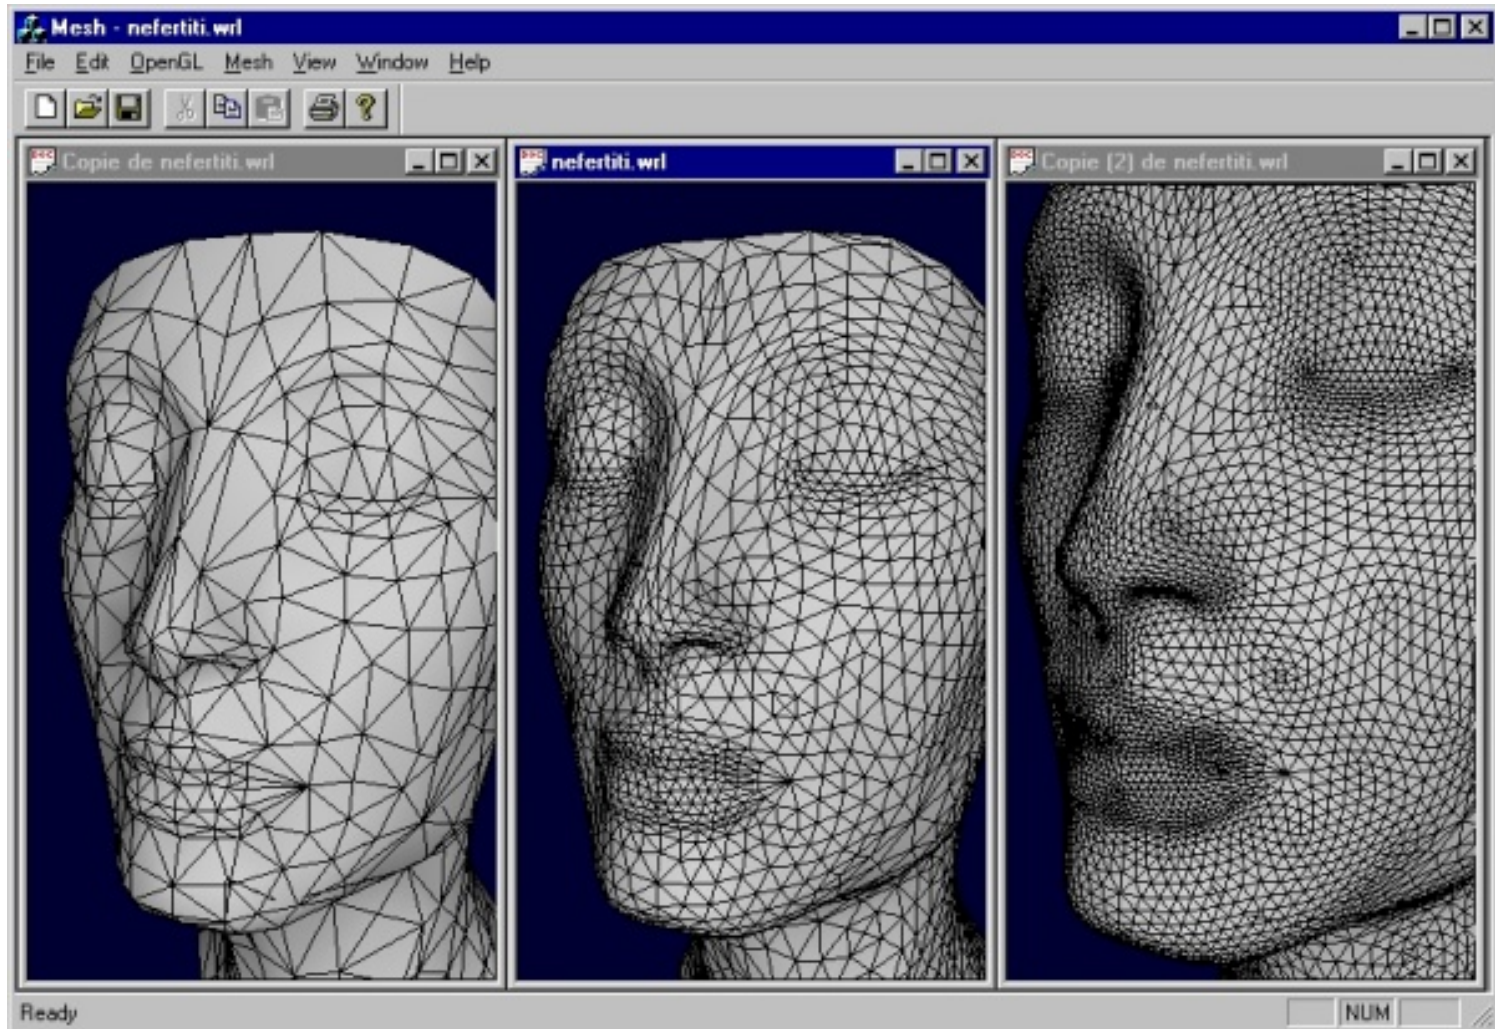 Mesh - nefertiti.wrl
File Edit OpenGL Mesh View Window Help
Copie de nefertiti.wrl
nefertiti.wrl
Copie (2) de nefertiti.wrl
Ready
NUM